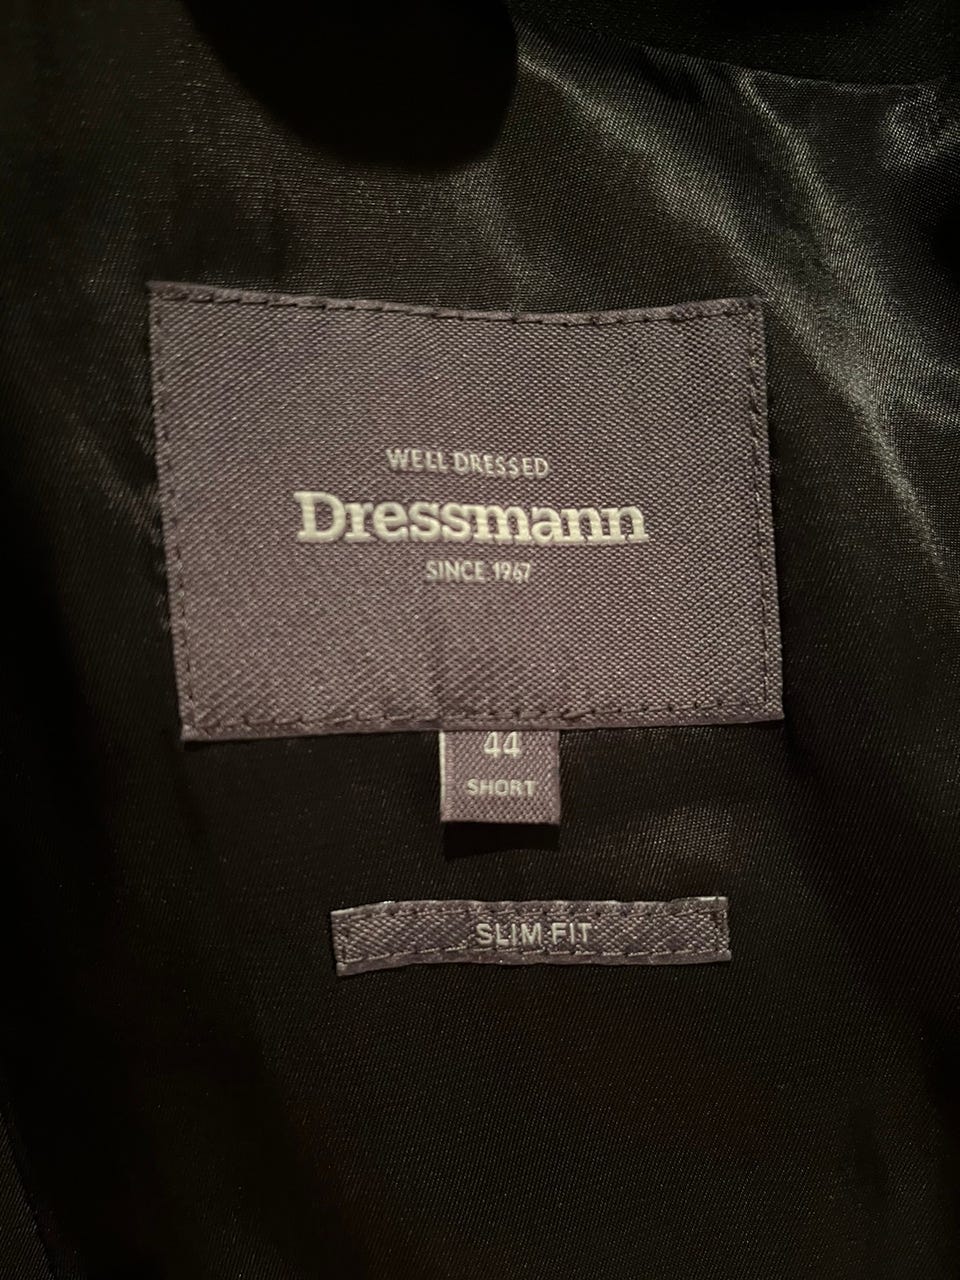 WELL DRESSED
Dressmann
SINCE 1967
44
SHORT
SLIM FIT